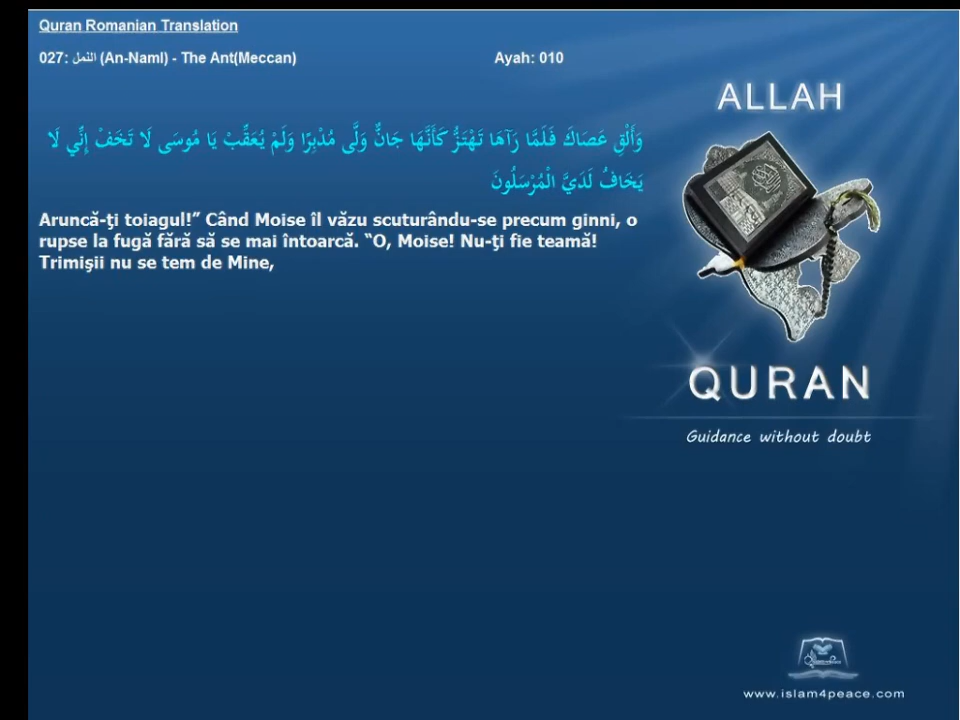 Quran Romanian Translation
027: النمل (An-Naml) - The Ant(Meccan) Ayah: 010
ALLAH
وَأَلْقِ عَصَاكَ فَلَمَّا رَآهَا تَهْتَزُّ كَأَنَّهَا جَانٌّ وَلَّى مُدْبِرًا وَلَمْ يُعَقِّبْ يَا مُوسَى لَا تَخَفْ إِنِّي لَا
يَخَافُ لَدَيَّ الْمُرْسَلُونَ
Aruncă-ţi toiagul!” Când Moise îl văzu scuturându-se precum ginni, o
rupse la fugă fără să se mai întoarcă. “O, Moise! Nu-ţi fie teamă!
Trimişii nu se tem de Mine,
QURAN
Guidance without doubt
www.islam4peace.com